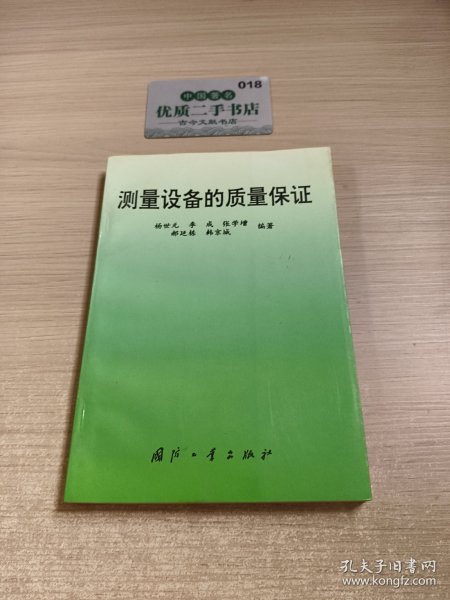 018
中国著名
优质二手书店
古今文献书店
测量设备的质量保证
杨世元 李成 张学增 编著
郝廷栋 韩京城
国防工业出版社
孔夫子旧书网
www.kongfz.com